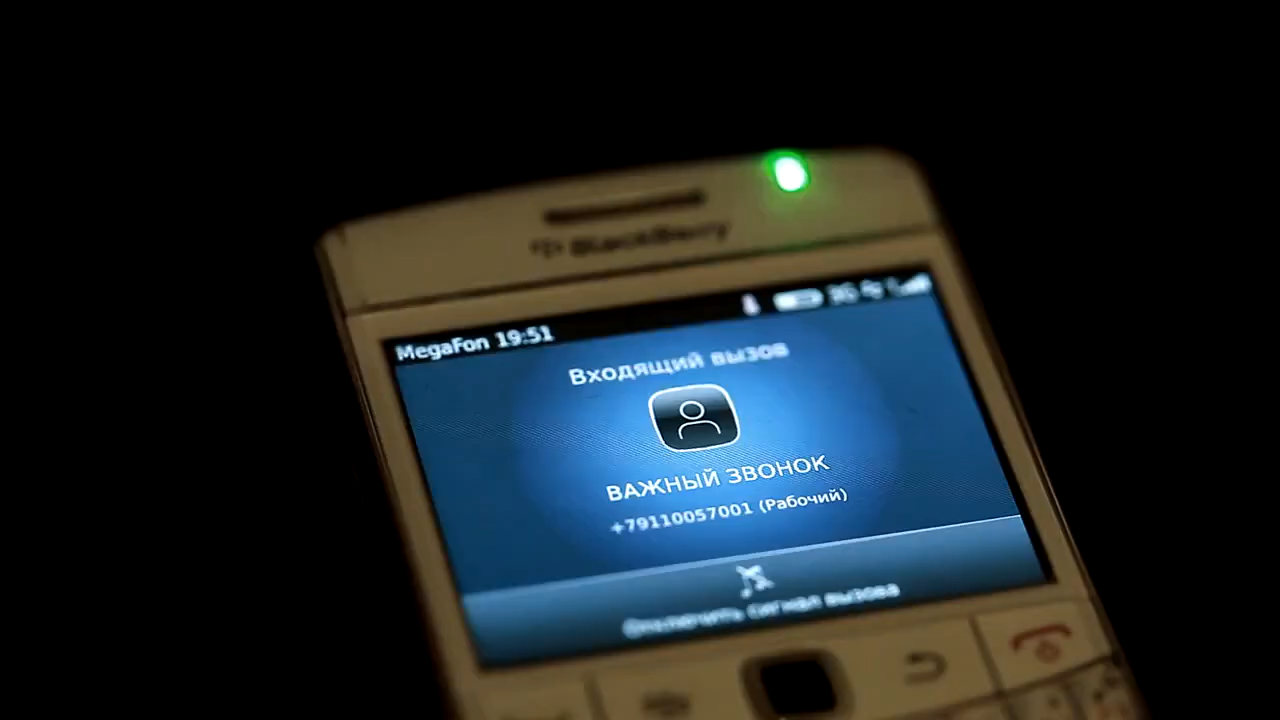 BlackBerry
MegaFon 19:51
3G
Входящий вызов
ВАЖНЫЙ ЗВОНОК
+79110057001 (Рабочий)
Отключить сигнал вызова